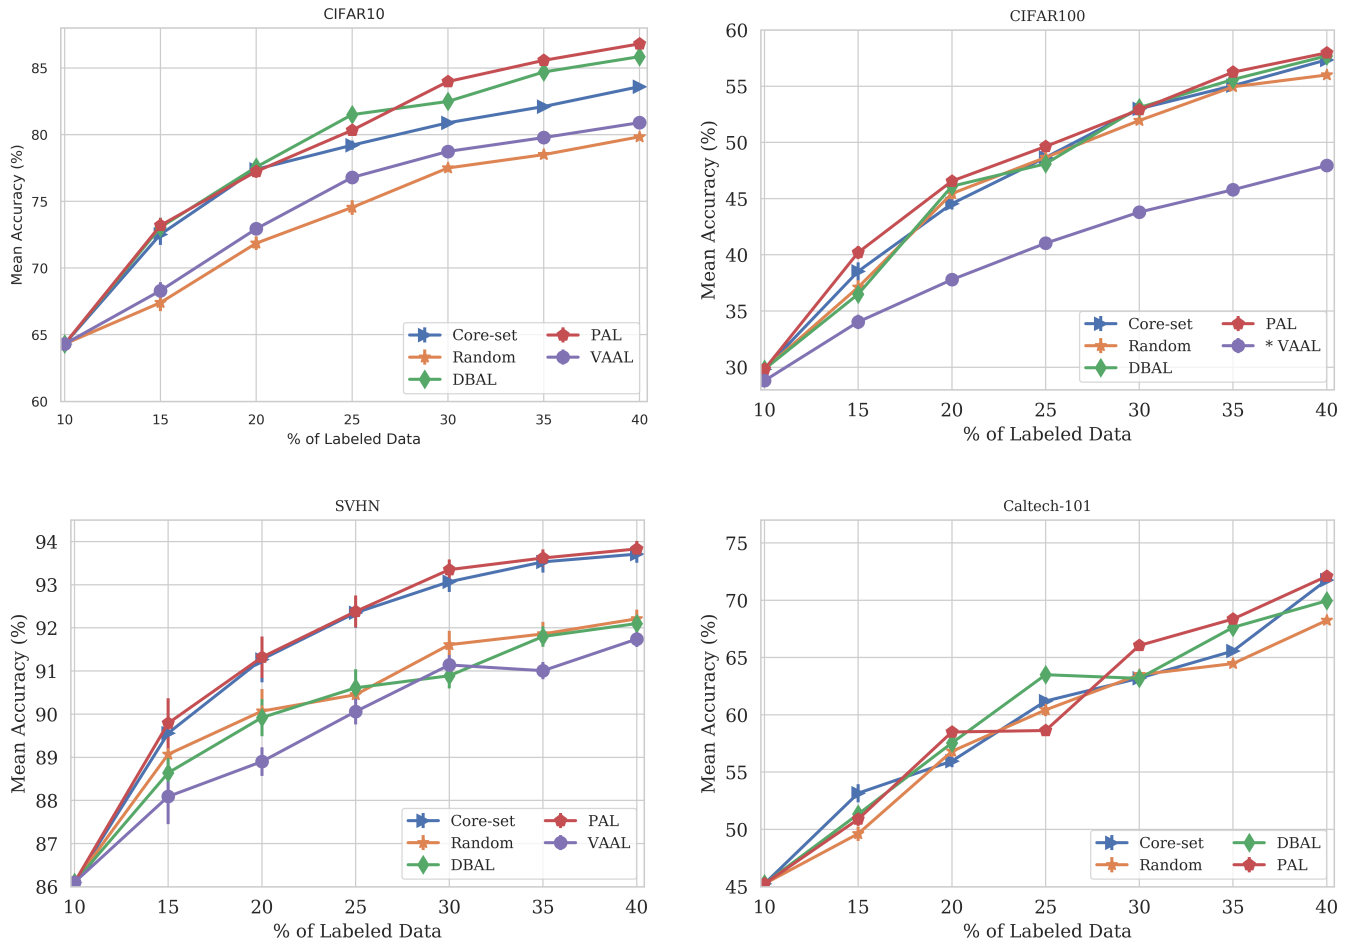 CIFAR10
Mean Accuracy (%)
85
80
75
70
65
60
10 15 20 25 30 35 40
% of Labeled Data
Core-set
Random
DBAL
PAL
VAAL
CIFAR100
Mean Accuracy (%)
60
55
50
45
40
35
30
10 15 20 25 30 35 40
% of Labeled Data
Core-set
Random
DBAL
PAL
* VAAL
SVHN
Mean Accuracy (%)
94
93
92
91
90
89
88
87
86
10 15 20 25 30 35 40
% of Labeled Data
Core-set
Random
DBAL
PAL
VAAL
Caltech-101
Mean Accuracy (%)
75
70
65
60
55
50
45
10 15 20 25 30 35 40
% of Labeled Data
Core-set
Random
DBAL
PAL